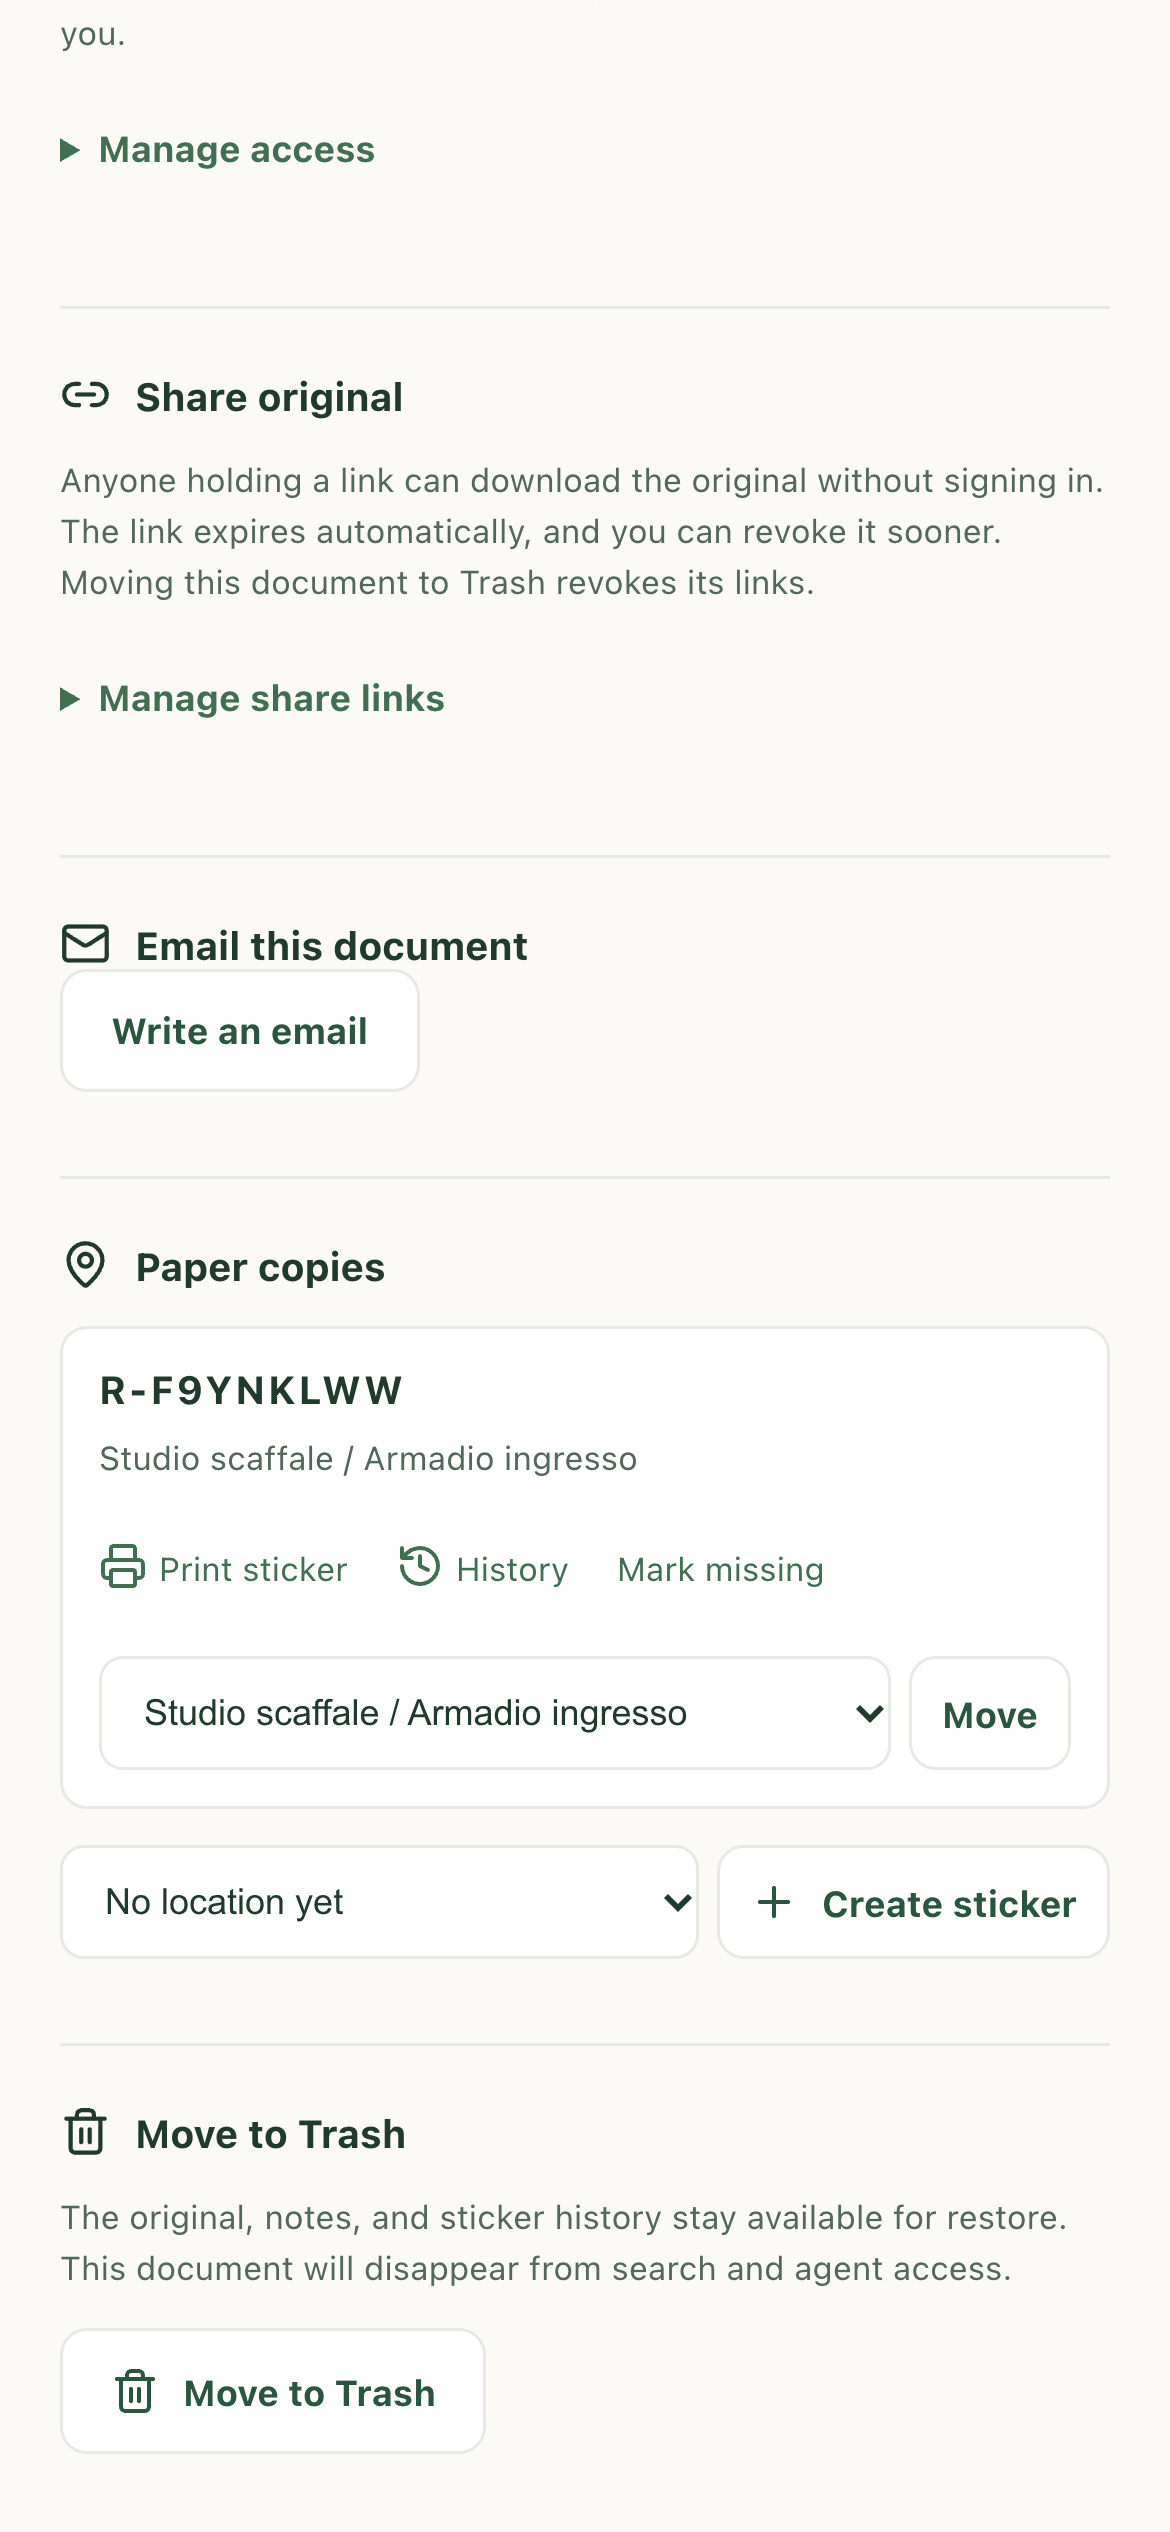 you.
Manage access
Share original
Anyone holding a link can download the original without signing in.
The link expires automatically, and you can revoke it sooner.
Moving this document to Trash revokes its links.
Manage share links
Email this document
Write an email
Paper copies
R-F9YNKLWW
Studio scaffale / Armadio ingresso
Print sticker History Mark missing
Studio scaffale / Armadio ingresso Move
No location yet Create sticker
Move to Trash
The original, notes, and sticker history stay available for restore.
This document will disappear from search and agent access.
Move to Trash